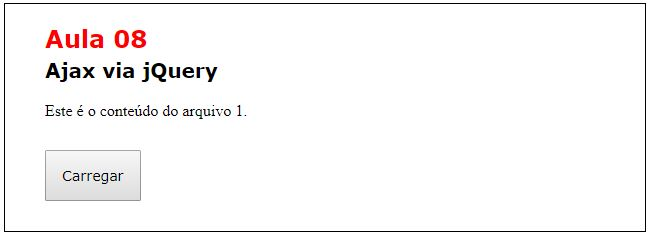 Aula 08
Ajax via jQuery
Este é o conteúdo do arquivo 1.
Carregar